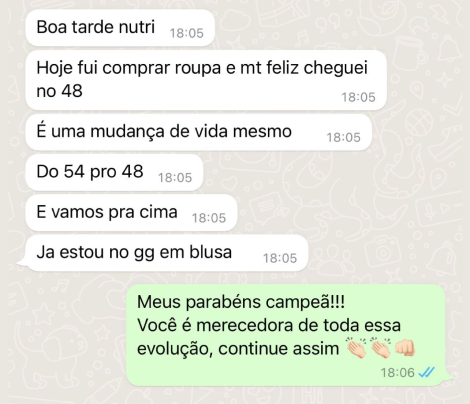 Boa tarde nutri 18:05
Hoje fui comprar roupa e mt feliz cheguei
no 48 18:05
É uma mudança de vida mesmo 18:05
Do 54 pro 48 18:05
E vamos pra cima 18:05
Ja estou no gg em blusa 18:05
Meus parabéns campeã!!!
Você é merecedora de toda essa
evolução, continue assim 👏🏻👏🏻👊🏻
18:06